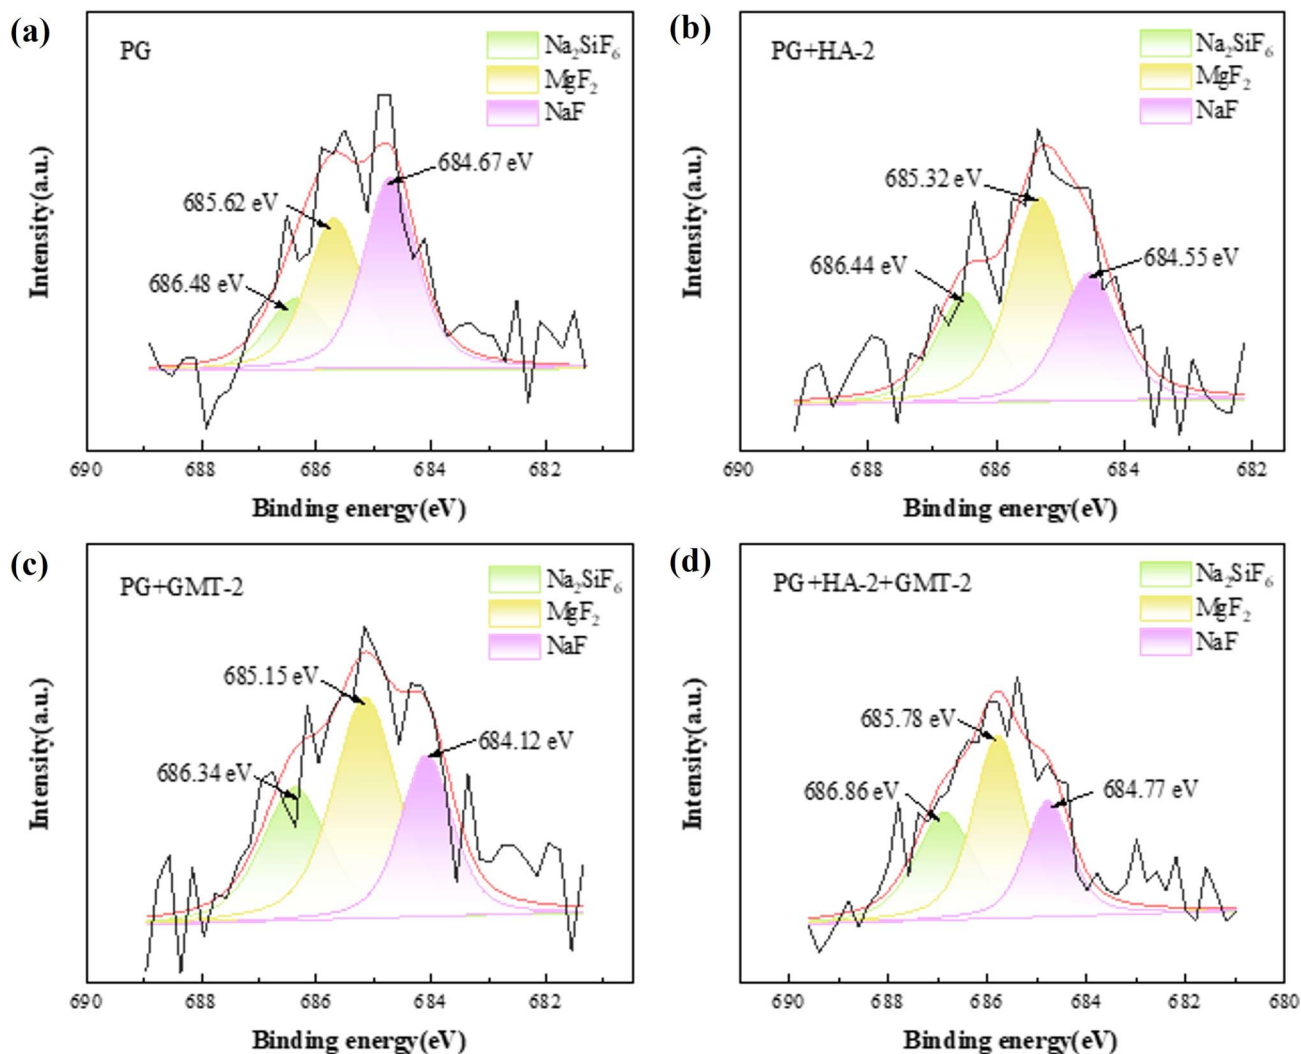 (a)
PG
Na₂SiF₆
MgF₂
NaF
684.67 eV
685.62 eV
686.48 eV
Intensity(a.u.)
690 688 686 684 682
Binding energy(eV)
(b)
PG+HA-2
Na₂SiF₆
MgF₂
NaF
685.32 eV
686.44 eV
684.55 eV
Intensity(a.u.)
690 688 686 684 682
Binding energy(eV)
(c)
PG+GMT-2
Na₂SiF₆
MgF₂
NaF
685.15 eV
684.12 eV
686.34 eV
Intensity(a.u.)
690 688 686 684 682
Binding energy(eV)
(d)
PG+HA-2+GMT-2
Na₂SiF₆
MgF₂
NaF
685.78 eV
686.86 eV
684.77 eV
Intensity(a.u.)
690 688 686 684 682 680
Binding energy(eV)